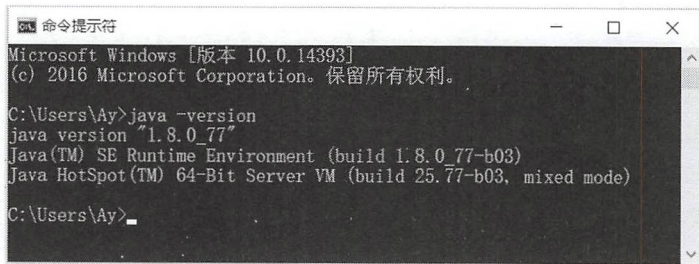 命令提示符
Microsoft Windows [版本 10.0.14393]
(c) 2016 Microsoft Corporation。保留所有权利。
C:\Users\Ay>java -version
java version "1.8.0_77"
Java(TM) SE Runtime Environment (build 1.8.0_77-b03)
Java HotSpot(TM) 64-Bit Server VM (build 25.77-b03, mixed mode)
C:\Users\Ay>